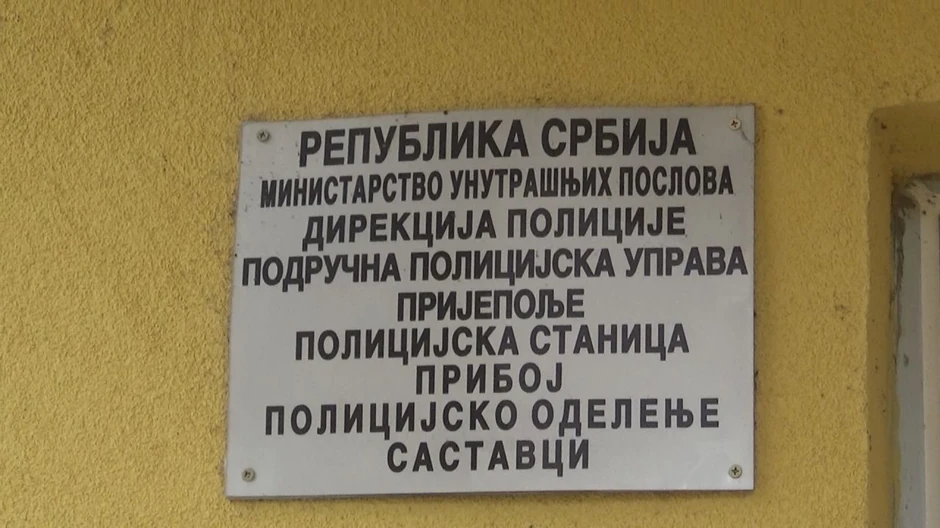 РЕПУБЛИКА СРБИЈА
МИНИСТАРСТВО УНУТРАШЊИХ ПОСЛОВА
ДИРЕКЦИЈА ПОЛИЦИЈЕ
ПОДРУЧНА ПОЛИЦИЈСКА УПРАВА
ПРИЈЕПОЉЕ
ПОЛИЦИЈСКА СТАНИЦА
ПРИБОЈ
ПОЛИЦИЈСКО ОДЕЛЕЊЕ
САСТАВЦИ